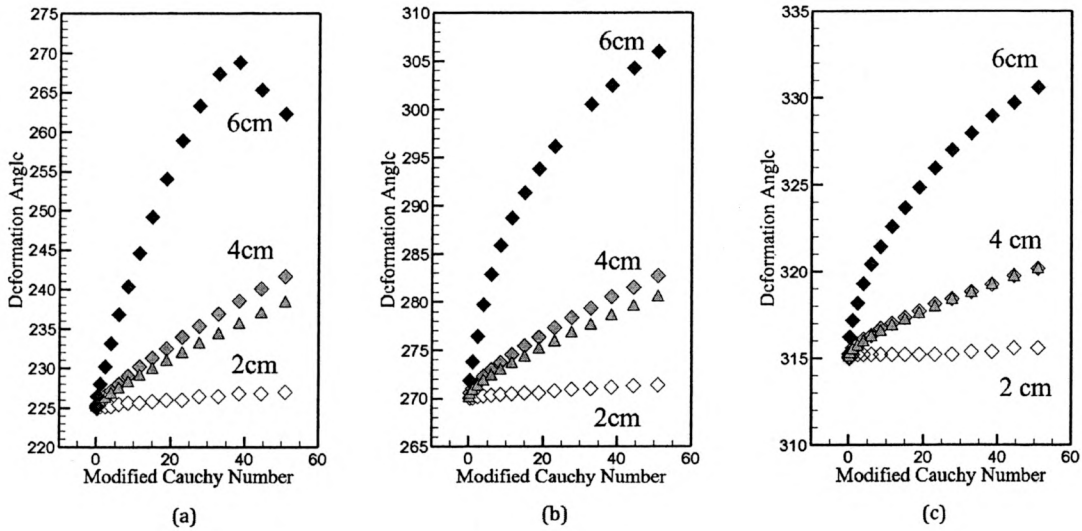 275
270
265
260
255
250
245
240
235
230
225
220
Deformation Angle
6cm
4cm
2cm
0 20 40 60
Modified Cauchy Number
(a)
310
305
300
295
290
285
280
275
270
265
Deformation Angle
6cm
4cm
2cm
0 20 40 60
Modified Cauchy Number
(b)
335
330
325
320
315
310
Deformation Angle
6cm
4 cm
2 cm
0 20 40 60
Modified Cauchy Number
(c)